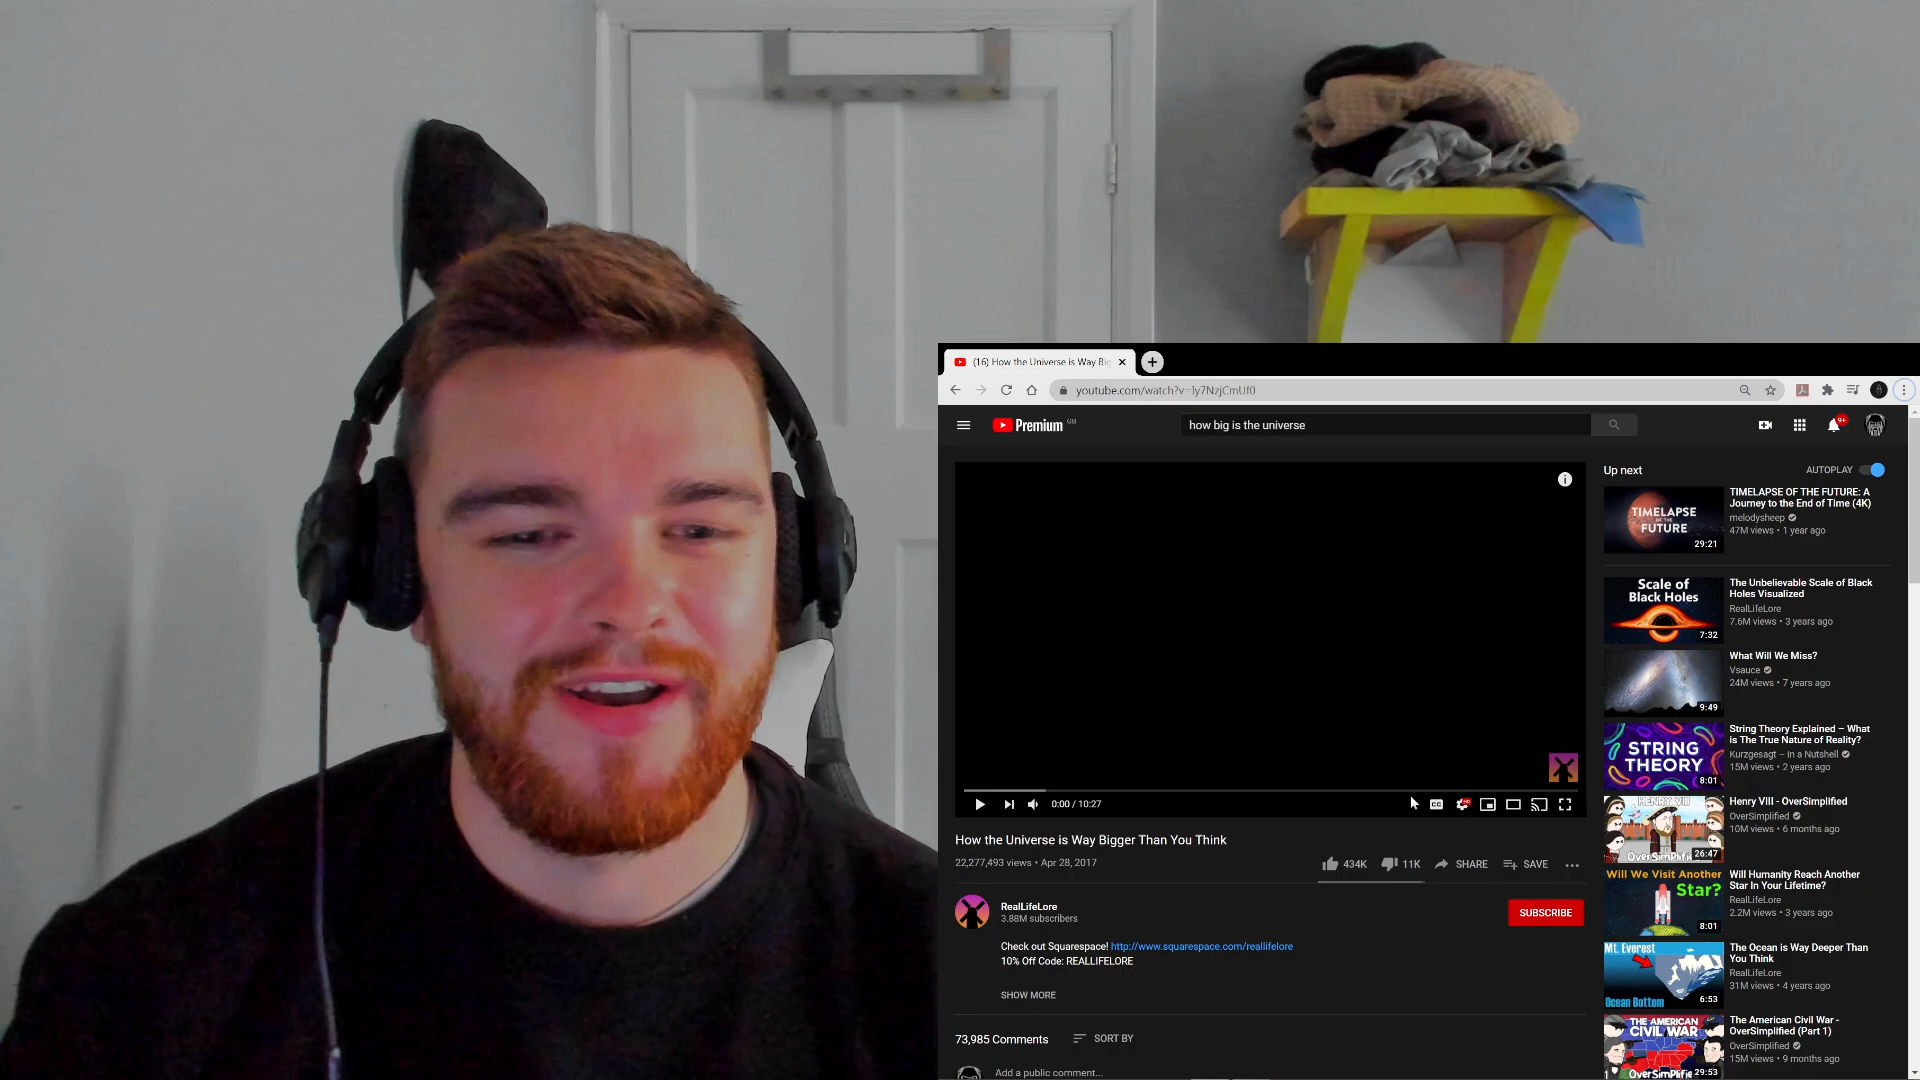 (16) How the Universe is Way Big
youtube.com/watch?v=Iy7NzjCmUf0
Premium GB
how big is the universe
9+
0:00 / 10:27
CC
HD
How the Universe is Way Bigger Than You Think
22,277,493 views • Apr 28, 2017
434K
11K
SHARE
SAVE
RealLifeLore
3.88M subscribers
SUBSCRIBE
Check out Squarespace! http://www.squarespace.com/reallifelore
10% Off Code: REALLIFELORE
SHOW MORE
73,985 Comments
SORT BY
Add a public comment...
Up next
AUTOPLAY
TIMELAPSE
OF THE
FUTURE
29:21
TIMELAPSE OF THE FUTURE: A
Journey to the End of Time (4K)
melodysheep
47M views • 1 year ago
Scale of
Black Holes
7:32
The Unbelievable Scale of Black
Holes Visualized
RealLifeLore
7.6M views • 3 years ago
9:49
What Will We Miss?
Vsauce
24M views • 7 years ago
STRING
THEORY
8:01
String Theory Explained – What
is The True Nature of Reality?
Kurzgesagt – In a Nutshell
15M views • 2 years ago
HENRY VIII
OverSimplifie
26:47
Henry VIII - OverSimplified
OverSimplified
10M views • 6 months ago
Will We Visit Another
Star?
8:01
Will Humanity Reach Another
Star In Your Lifetime?
RealLifeLore
2.2M views • 3 years ago
Mt. Everest
Ocean Bottom
6:53
The Ocean is Way Deeper Than
You Think
RealLifeLore
31M views • 4 years ago
THE AMERICAN
CIVIL WAR
OverSimplifie
29:53
The American Civil War -
OverSimplified (Part 1)
OverSimplified
15M views • 9 months ago